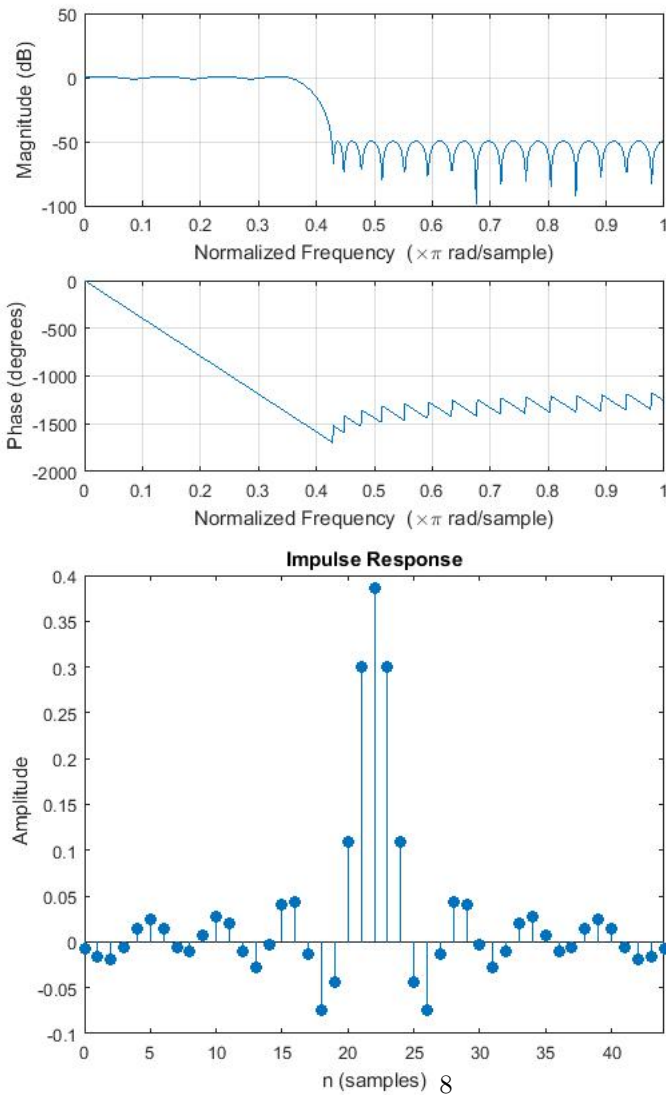 50
0
-50
-100
Magnitude (dB)
0 0.1 0.2 0.3 0.4 0.5 0.6 0.7 0.8 0.9 1
Normalized Frequency (×π rad/sample)
0
-500
-1000
-1500
-2000
Phase (degrees)
0 0.1 0.2 0.3 0.4 0.5 0.6 0.7 0.8 0.9 1
Normalized Frequency (×π rad/sample)
Impulse Response
0.4
0.35
0.3
0.25
0.2
0.15
0.1
0.05
0
-0.05
-0.1
Amplitude
0 5 10 15 20 25 30 35 40
n (samples)
8